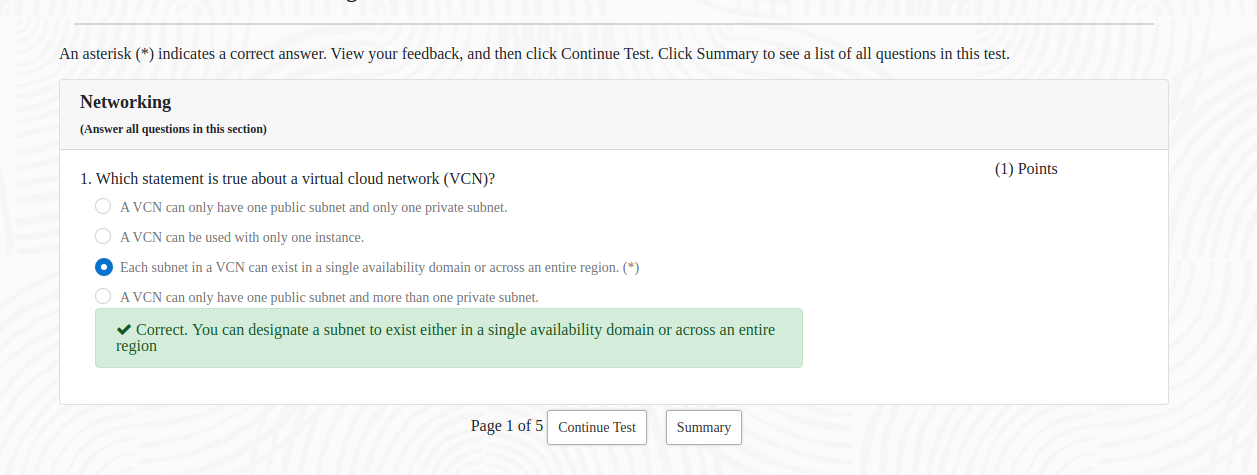 An asterisk (*) indicates a correct answer. View your feedback, and then click Continue Test. Click Summary to see a list of all questions in this test.
Networking
(Answer all questions in this section)
1. Which statement is true about a virtual cloud network (VCN)?
(1) Points
A VCN can only have one public subnet and only one private subnet.
A VCN can be used with only one instance.
Each subnet in a VCN can exist in a single availability domain or across an entire region. (*)
A VCN can only have one public subnet and more than one private subnet.
Correct. You can designate a subnet to exist either in a single availability domain or across an entire
region
Page 1 of 5 Continue Test Summary